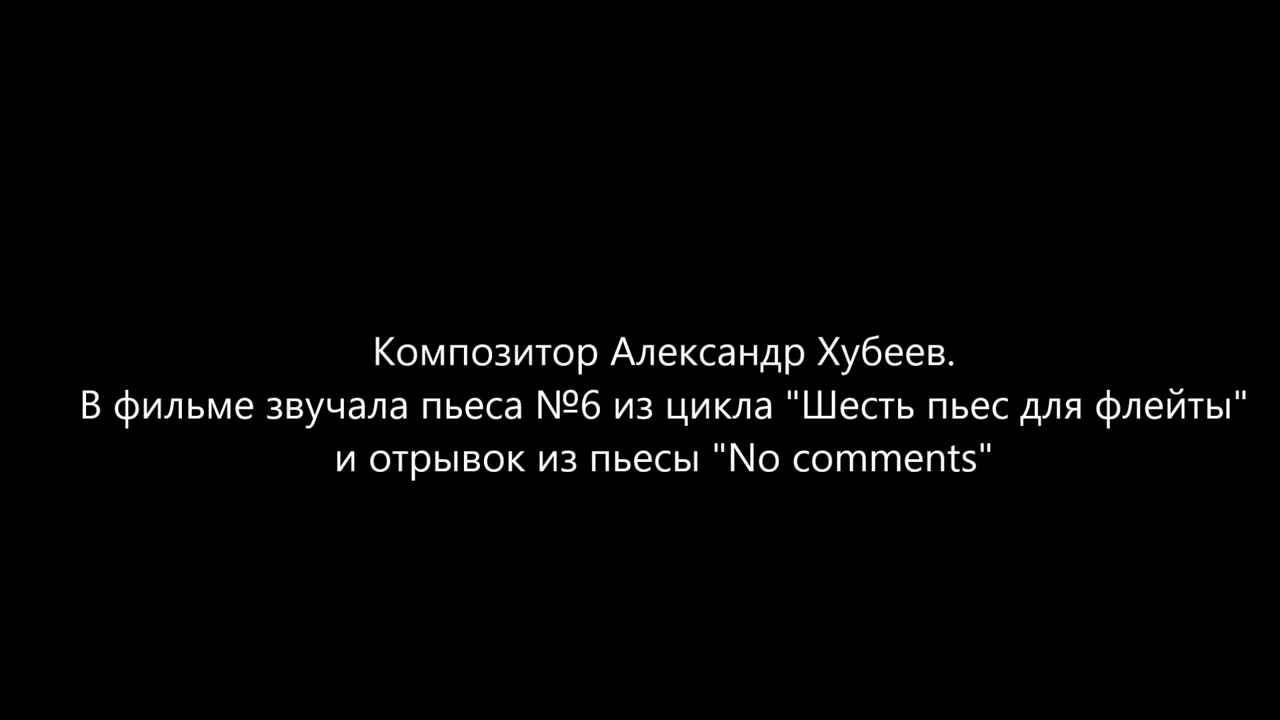 Композитор Александр Хубеев.
В фильме звучала пьеса №6 из цикла "Шесть пьес для флейты"
и отрывок из пьесы "No comments"